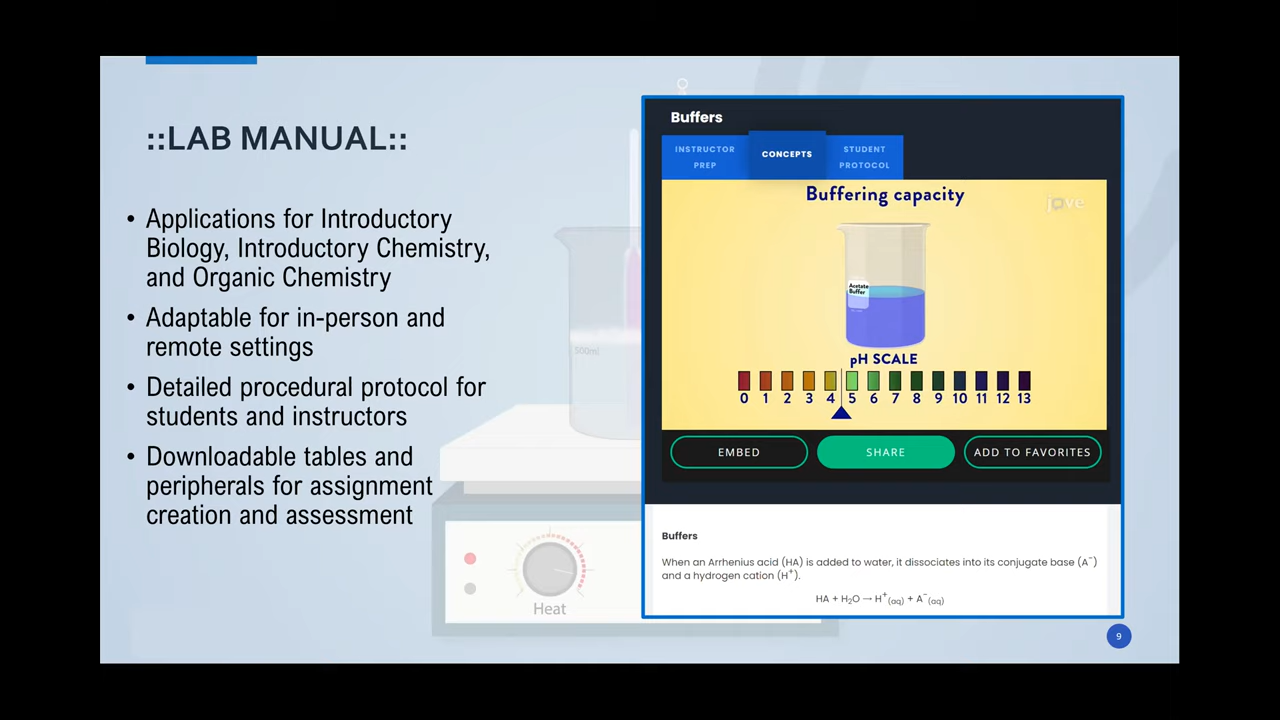 ::LAB MANUAL::
• Applications for Introductory
Biology, Introductory Chemistry,
and Organic Chemistry
• Adaptable for in-person and
remote settings
• Detailed procedural protocol for
students and instructors
• Downloadable tables and
peripherals for assignment
creation and assessment
500ml
Heat
Buffers
INSTRUCTOR
PREP
CONCEPTS
STUDENT
PROTOCOL
Buffering capacity
jove
Acetate
Buffer
pH SCALE
0 1 2 3 4 5 6 7 8 9 10 11 12 13
EMBED
SHARE
ADD TO FAVORITES
Buffers
When an Arrhenius acid (HA) is added to water, it dissociates into its conjugate base (A⁻)
and a hydrogen cation (H⁺).
HA + H₂O → H⁺(aq) + A⁻(aq)
9